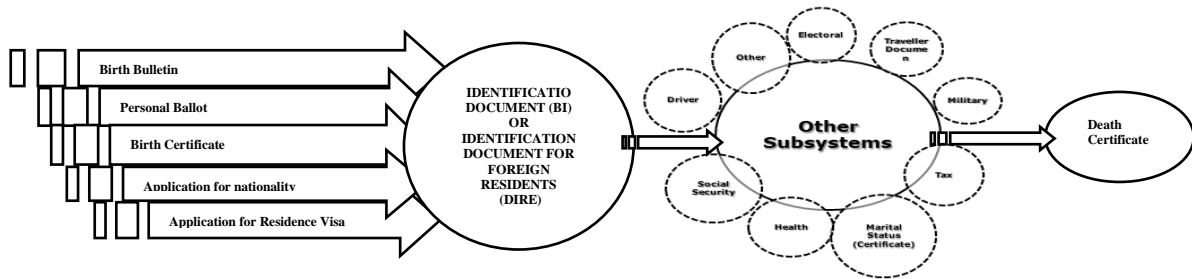 Birth Bulletin
Personal Ballot
Birth Certificate
Application for nationality
Application for Residence Visa
IDENTIFICATIO
DOCUMENT (BI)
OR
IDENTIFICATION
DOCUMENT FOR
FOREIGN
RESIDENTS
(DIRE)
Driver
Other
Electoral
Traveller
Documen
n
Military
Other
Subsystems
Social
Security
Health
Marital
Status
(Certificate)
Tax
Death
Certificate